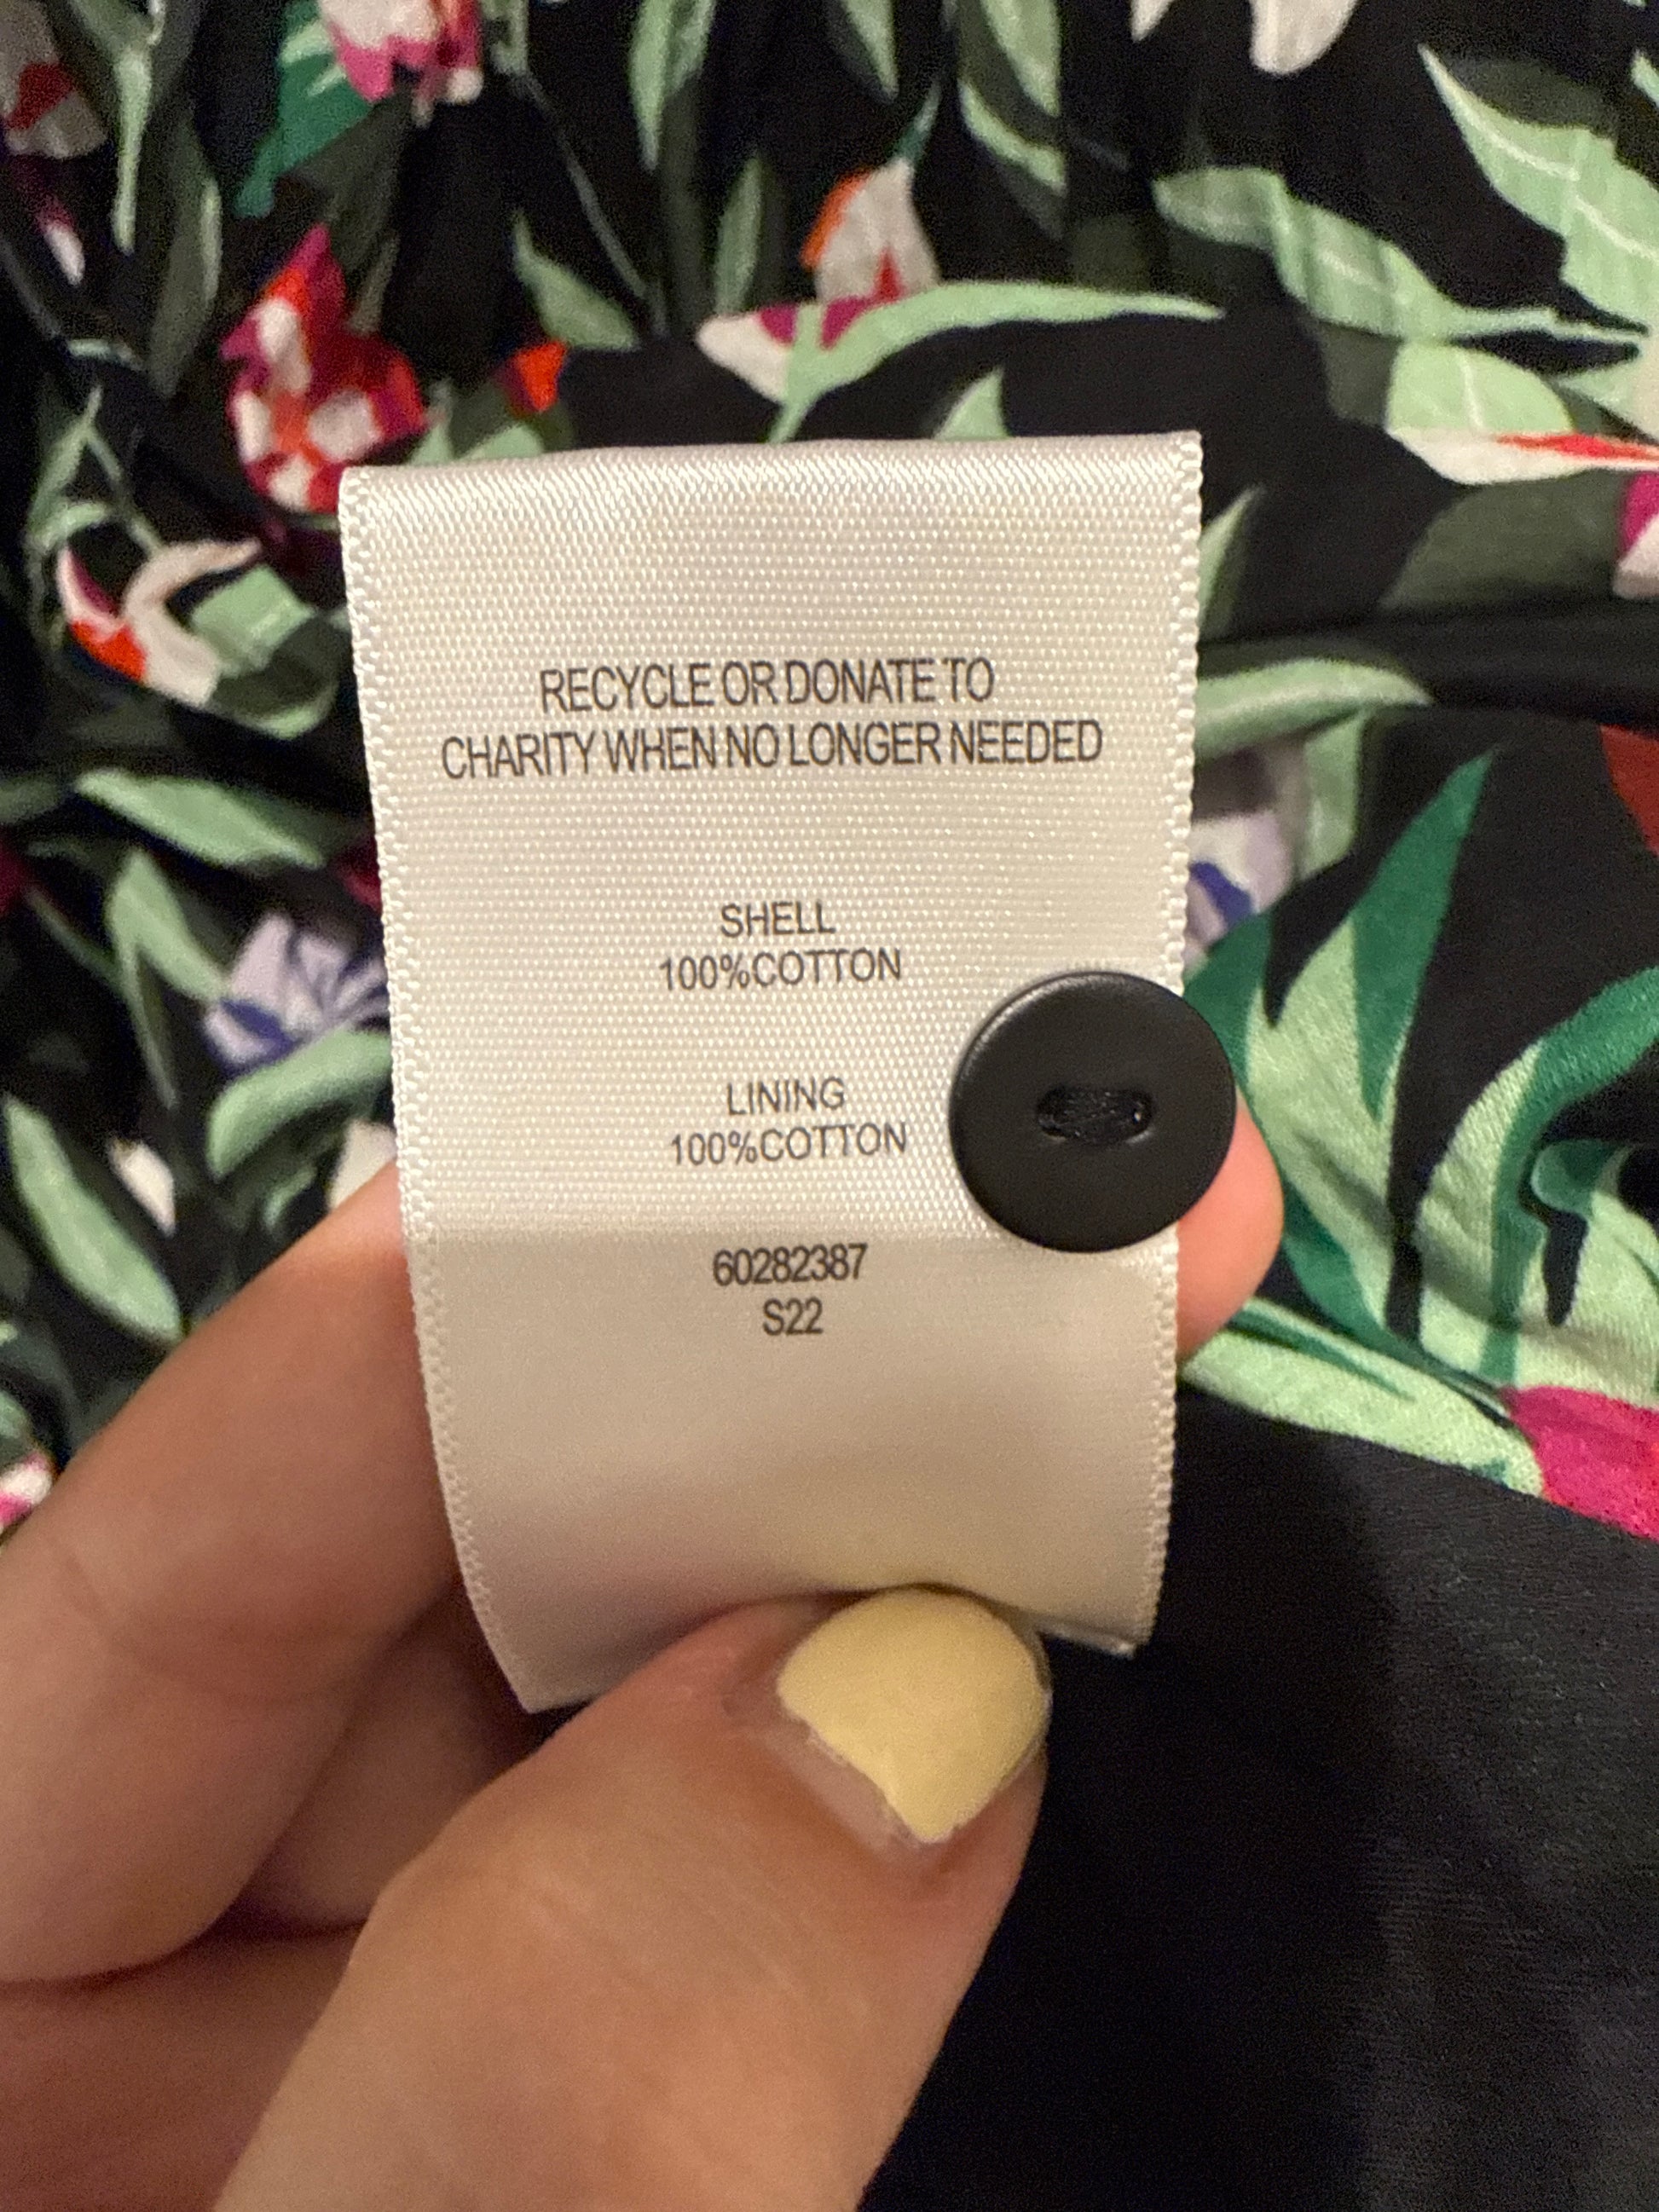 RECYCLE OR DONATE TO
CHARITY WHEN NO LONGER NEEDED
SHELL
100%COTTON
LINING
100%COTTON
60282387
S22